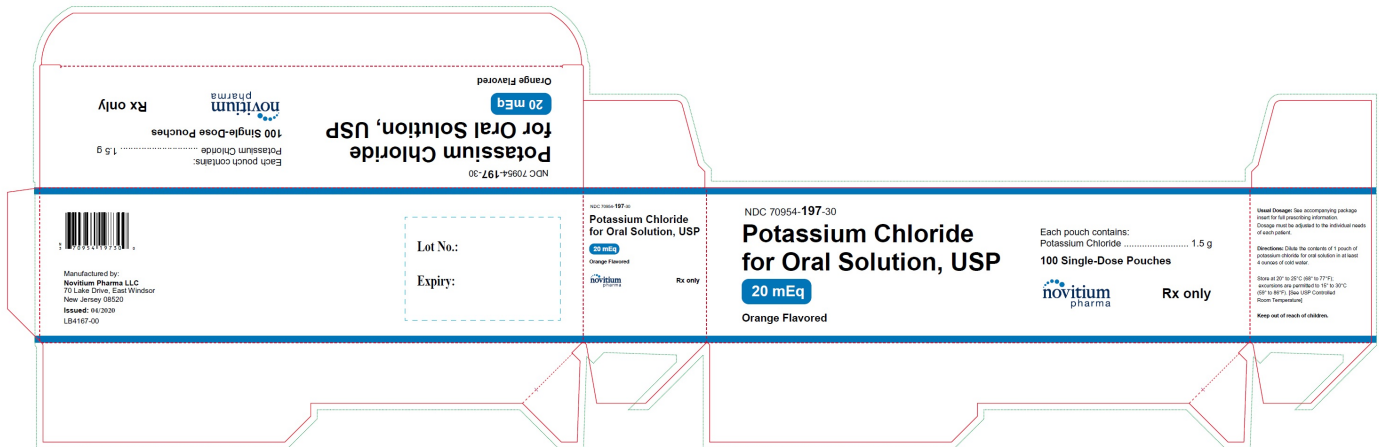 NDC 70954-197-30
Potassium Chloride
for Oral Solution, USP
20 mEq
Orange Flavored
Each pouch contains:
Potassium Chloride ............................ 1.5 g
100 Single-Dose Pouches
novitium
pharma
Rx only
N
3
70954 19730
0
Manufactured by:
Novitium Pharma LLC
70 Lake Drive, East Windsor
New Jersey 08520
Issued: 04/2020
LB4167-00
Lot No.:
Expiry:
NDC 70954-197-30
Potassium Chloride
for Oral Solution, USP
20 mEq
Orange Flavored
novitium
pharma
Rx only
NDC 70954-197-30
Potassium Chloride
for Oral Solution, USP
20 mEq
Orange Flavored
Each pouch contains:
Potassium Chloride ........................ 1.5 g
100 Single-Dose Pouches
novitium
pharma
Rx only
Usual Dosage: See accompanying package
insert for full prescribing information.
Dosage must be adjusted to the individual needs
of each patient.
Directions: Dilute the contents of 1 pouch of
potassium chloride for oral solution in at least
4 ounces of cold water.
Store at 20° to 25°C (68° to 77°F);
excursions are permitted to 15° to 30°C
(59° to 86°F). [See USP Controlled
Room Temperature]
Keep out of reach of children.